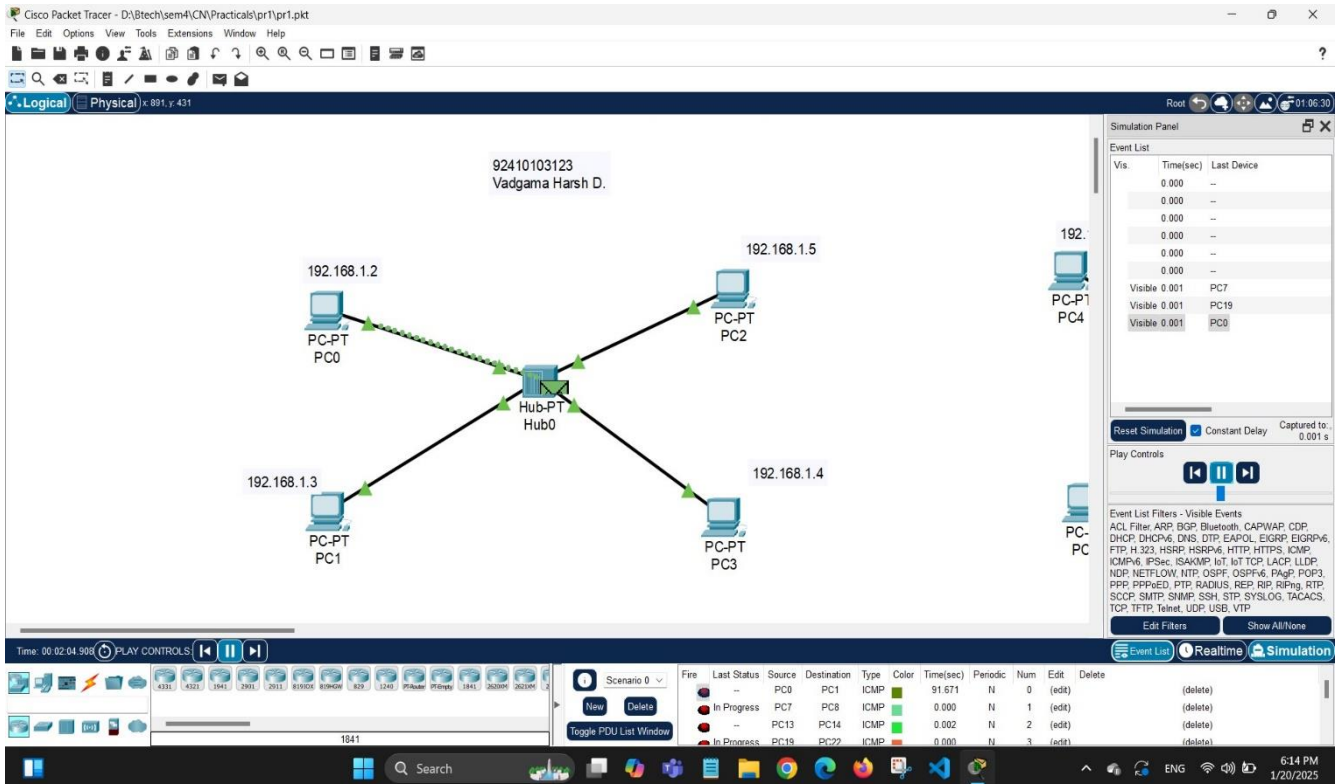 Cisco Packet Tracer - D:\Btech\sem4\CN\Practicals\pr1\pr1.pkt
File Edit Options View Tools Extensions Window Help
?
Logical Physical x: 891, y: 431
Root 01:06:30
92410103123
Vadgama Harsh D.
192.168.1.2
PC-PT
PC0
192.168.1.5
PC-PT
PC2
Hub-PT
Hub0
192.168.1.3
PC-PT
PC1
192.168.1.4
PC-PT
PC3
192.
PC-PT
PC4
PC-
PC
Simulation Panel
Event List
Vis. Time(sec) Last Device
0.000 --
0.000 --
0.000 --
0.000 --
0.000 --
0.000 --
Visible 0.001 PC7
Visible 0.001 PC19
Visible 0.001 PC0
Reset Simulation Constant Delay Captured to:
0.001 s
Play Controls
Event List Filters - Visible Events
ACL Filter, ARP, BGP, Bluetooth, CAPWAP, CDP,
DHCP, DHCPv6, DNS, DTP, EAPOL, EIGRP, EIGRPv6,
FTP, H.323, HSRP, HSRPv6, HTTP, HTTPS, ICMP,
ICMPv6, IPSec, ISAKMP, IoT, IoT TCP, LACP, LLDP,
NDP, NETFLOW, NTP, OSPF, OSPFv6, PAgP, POP3,
PPP, PPPoED, PTP, RADIUS, REP, RIP, RIPng, RTP,
SCCP, SMTP, SNMP, SSH, STP, SYSLOG, TACACS,
TCP, TFTP, Telnet, UDP, USB, VTP
Edit Filters Show All/None
Time: 00:02:04.908 PLAY CONTROLS:
Event List Realtime Simulation
4331 4321 1941 2901 2911 819IOX 819HGW 829 1240 PT-Router PT-Empty 1841 2620XM 2621XM
1841
Scenario 0
New Delete
Toggle PDU List Window
Fire Last Status Source Destination Type Color Time(sec) Periodic Num Edit Delete
-- PC0 PC1 ICMP 91.671 N 0 (edit) (delete)
In Progress PC7 PC8 ICMP 0.000 N 1 (edit) (delete)
-- PC13 PC14 ICMP 0.002 N 2 (edit) (delete)
In Progress PC19 PC22 ICMP 0.000 N 3 (edit) (delete)
Search
ENG
6:14 PM
1/20/2025